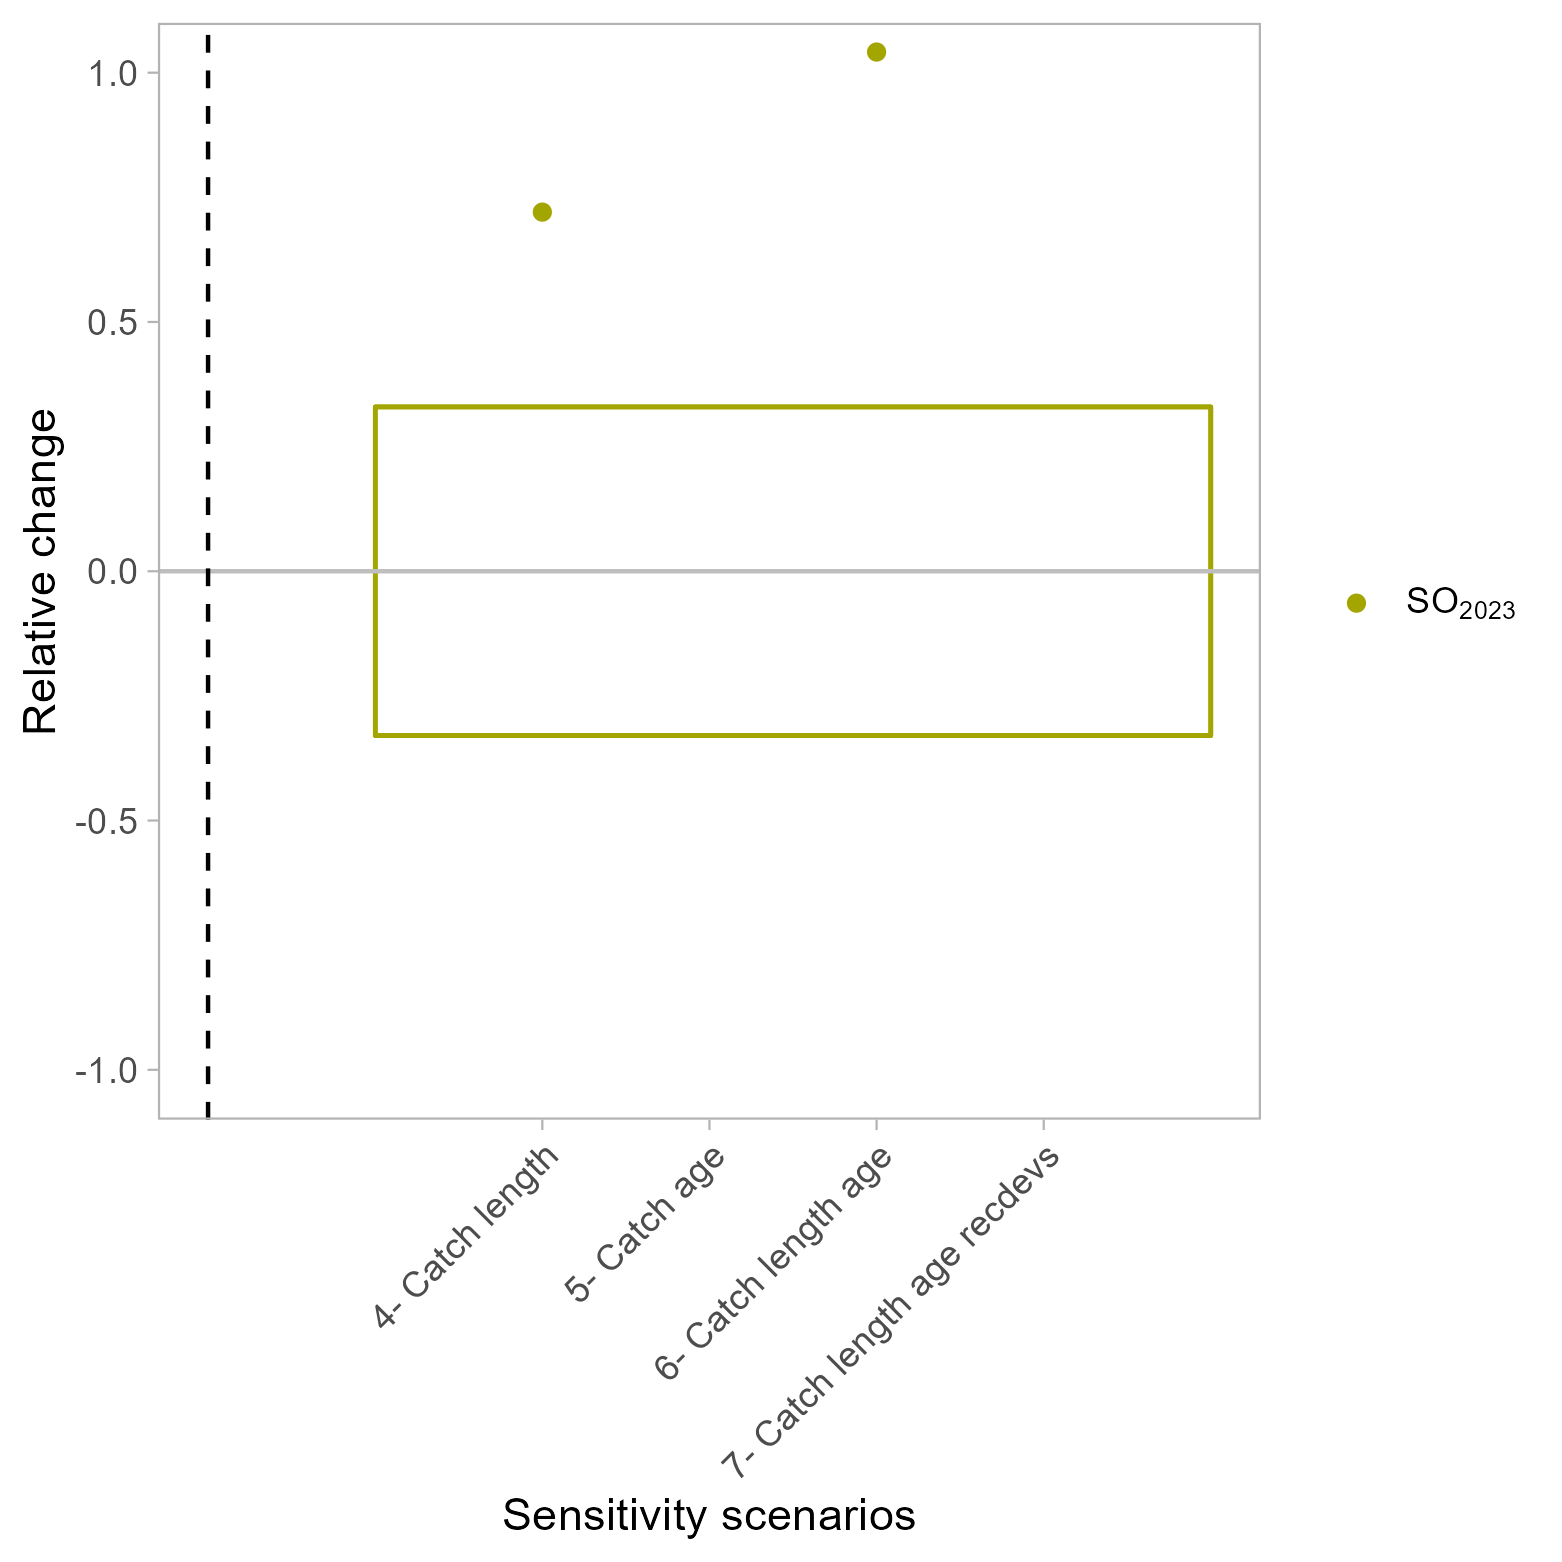 Relative change
1.0
0.5
0.0
-0.5
-1.0
4- Catch length
5- Catch age
6- Catch length age
7- Catch length age recdevs
Sensitivity scenarios
SO₂₀₂₃